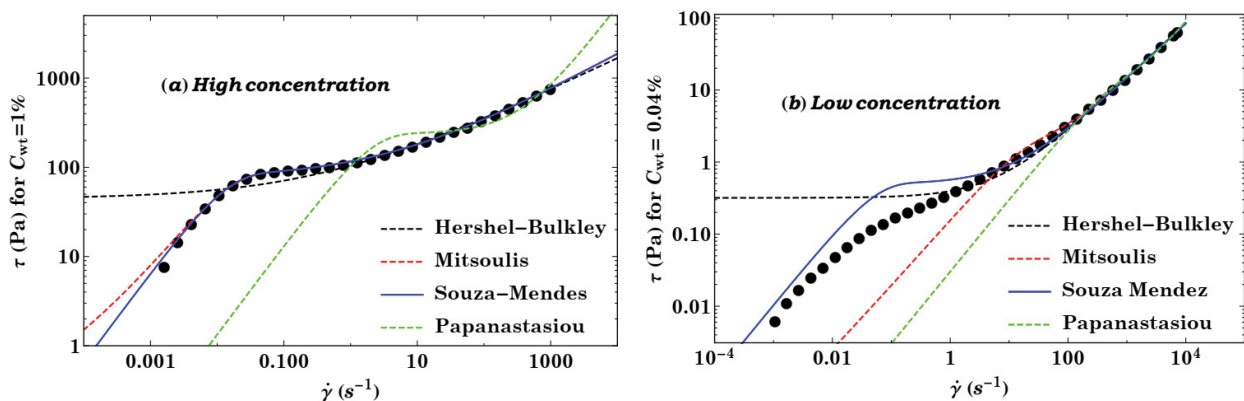 (a) High concentration
τ (Pa) for C_wt=1%
1000
100
10
1
Hershel−Bulkley
Mitsoulis
Souza−Mendes
Papanastasiou
0.001 0.100 10 1000
γ̇ (s⁻¹)
(b) Low concentration
τ (Pa) for C_wt= 0.04%
100
10
1
0.10
0.01
Hershel−Bulkley
Mitsoulis
Souza Mendez
Papanastasiou
10⁻⁴ 0.01 1 100 10⁴
γ̇ (s⁻¹)